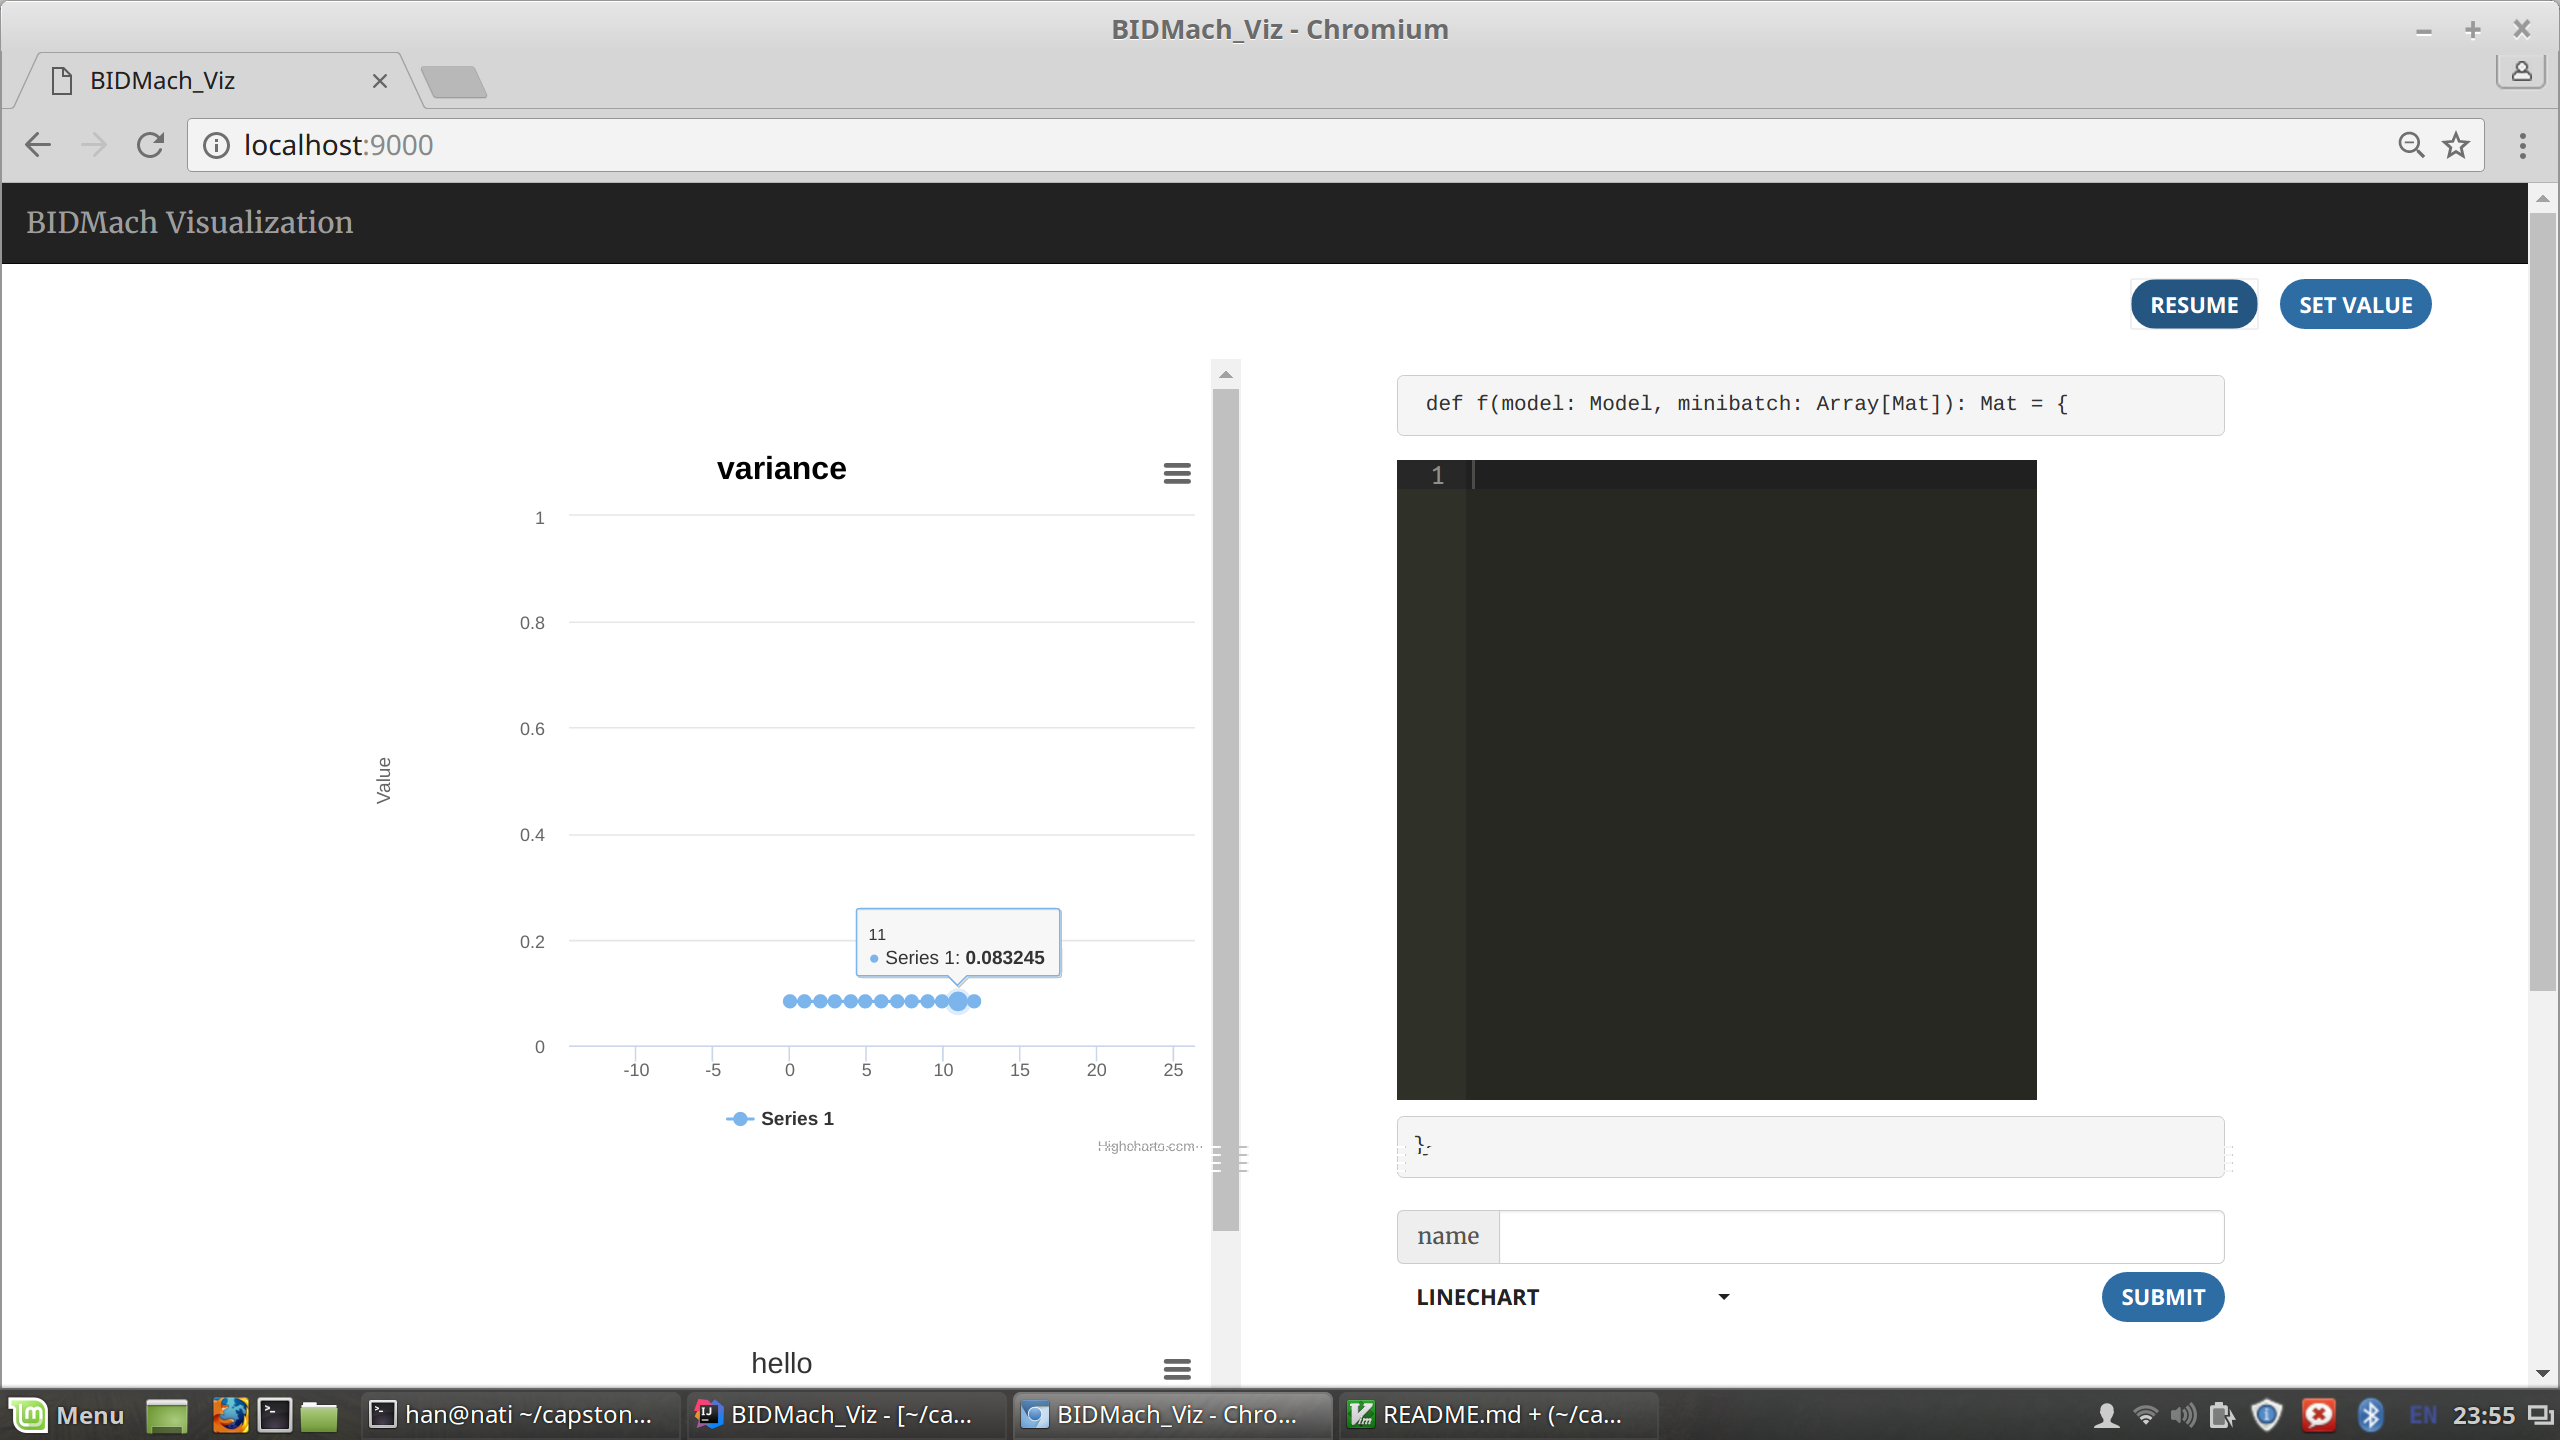 BIDMach_Viz - Chromium
BIDMach_Viz
localhost:9000
BIDMach Visualization
RESUME
SET VALUE
variance
1
0.8
0.6
0.4
0.2
0
Value
11
Series 1: 0.083245
-10 -5 0 5 10 15 20 25
Series 1
Highcharts.com
def f(model: Model, minibatch: Array[Mat]): Mat = {
1
}
name
LINECHART
SUBMIT
hello
Menu
han@nati ~/capston...
BIDMach_Viz - [~/ca...
BIDMach_Viz - Chro...
README.md + (~/ca...
EN
23:55